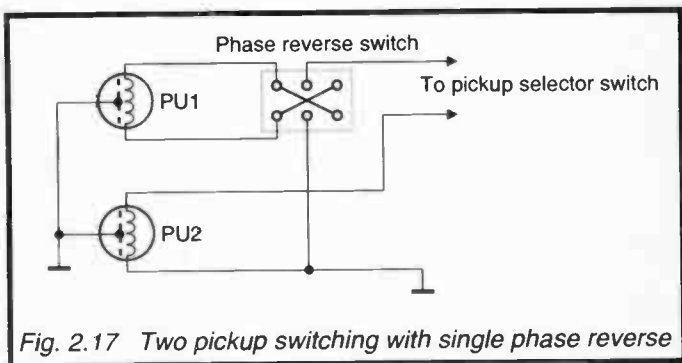 Phase reverse switch
PU1
To pickup selector switch
PU2
Fig. 2.17 Two pickup switching with single phase reverse